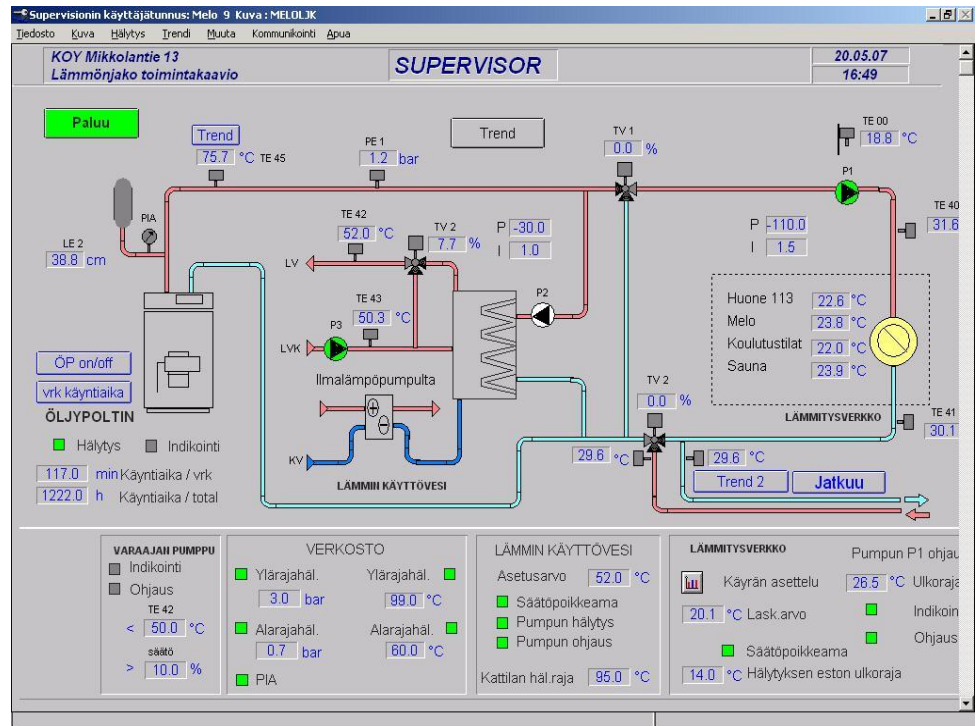 Supervisionin käyttäjätunnus: Melo 9 Kuva : MELOLJK
Tiedosto Kuva Hälytys Trendi Muuta Kommunikointi Apua
KOY Mikkolantie 13
Lämmönjako toimintakaavio
SUPERVISOR
20.05.07
16:49
Paluu
Trend
75.7 °C TE 45
PE 1
1.2 bar
Trend
TV 1
0.0 %
TE 00
18.8 °C
P1
PIA
LE 2
38.8 cm
TE 42
52.0 °C
TV 2
7.7 %
P -30.0
I 1.0
P -110.0
I 1.5
TE 40
31.6
LV
TE 43
50.3 °C
P3
LVK
P2
Huone 113 22.6 °C
Melo 23.8 °C
Koulutustilat 22.0 °C
Sauna 23.9 °C
LÄMMITYSVERKKO
TE 41
30.1
ÖP on/off
vrk käyntiaika
ÖLJYPOLTIN
Hälytys Indikointi
117.0 min Käyntiaika / vrk
1222.0 h Käyntiaika / total
Ilmalämpöpumpulta
KV
LÄMMIN KÄYTTÖVESI
TV 2
0.0 %
29.6 °C
29.6 °C
Trend 2
Jatkuu
VARAAJAN PUMPPU
Indikointi
Ohjaus
TE 42
< 50.0 °C
säätö
> 10.0 %
VERKOSTO
Ylärajahäl. Ylärajahäl.
3.0 bar 99.0 °C
Alarajahäl. Alarajahäl.
0.7 bar 60.0 °C
PIA
LÄMMIN KÄYTTÖVESI
Asetusarvo 52.0 °C
Säätöpoikkeama
Pumpun hälytys
Pumpun ohjaus
Kattilan häl.raja 95.0 °C
LÄMMITYSVERKKO
Pumpun P1 ohjau
Käyrän asettelu
26.5 °C Ulkoraja
20.1 °C Lask.arvo
Indikoin
Ohjaus
Säätöpoikkeama
14.0 °C Hälytyksen eston ulkoraja